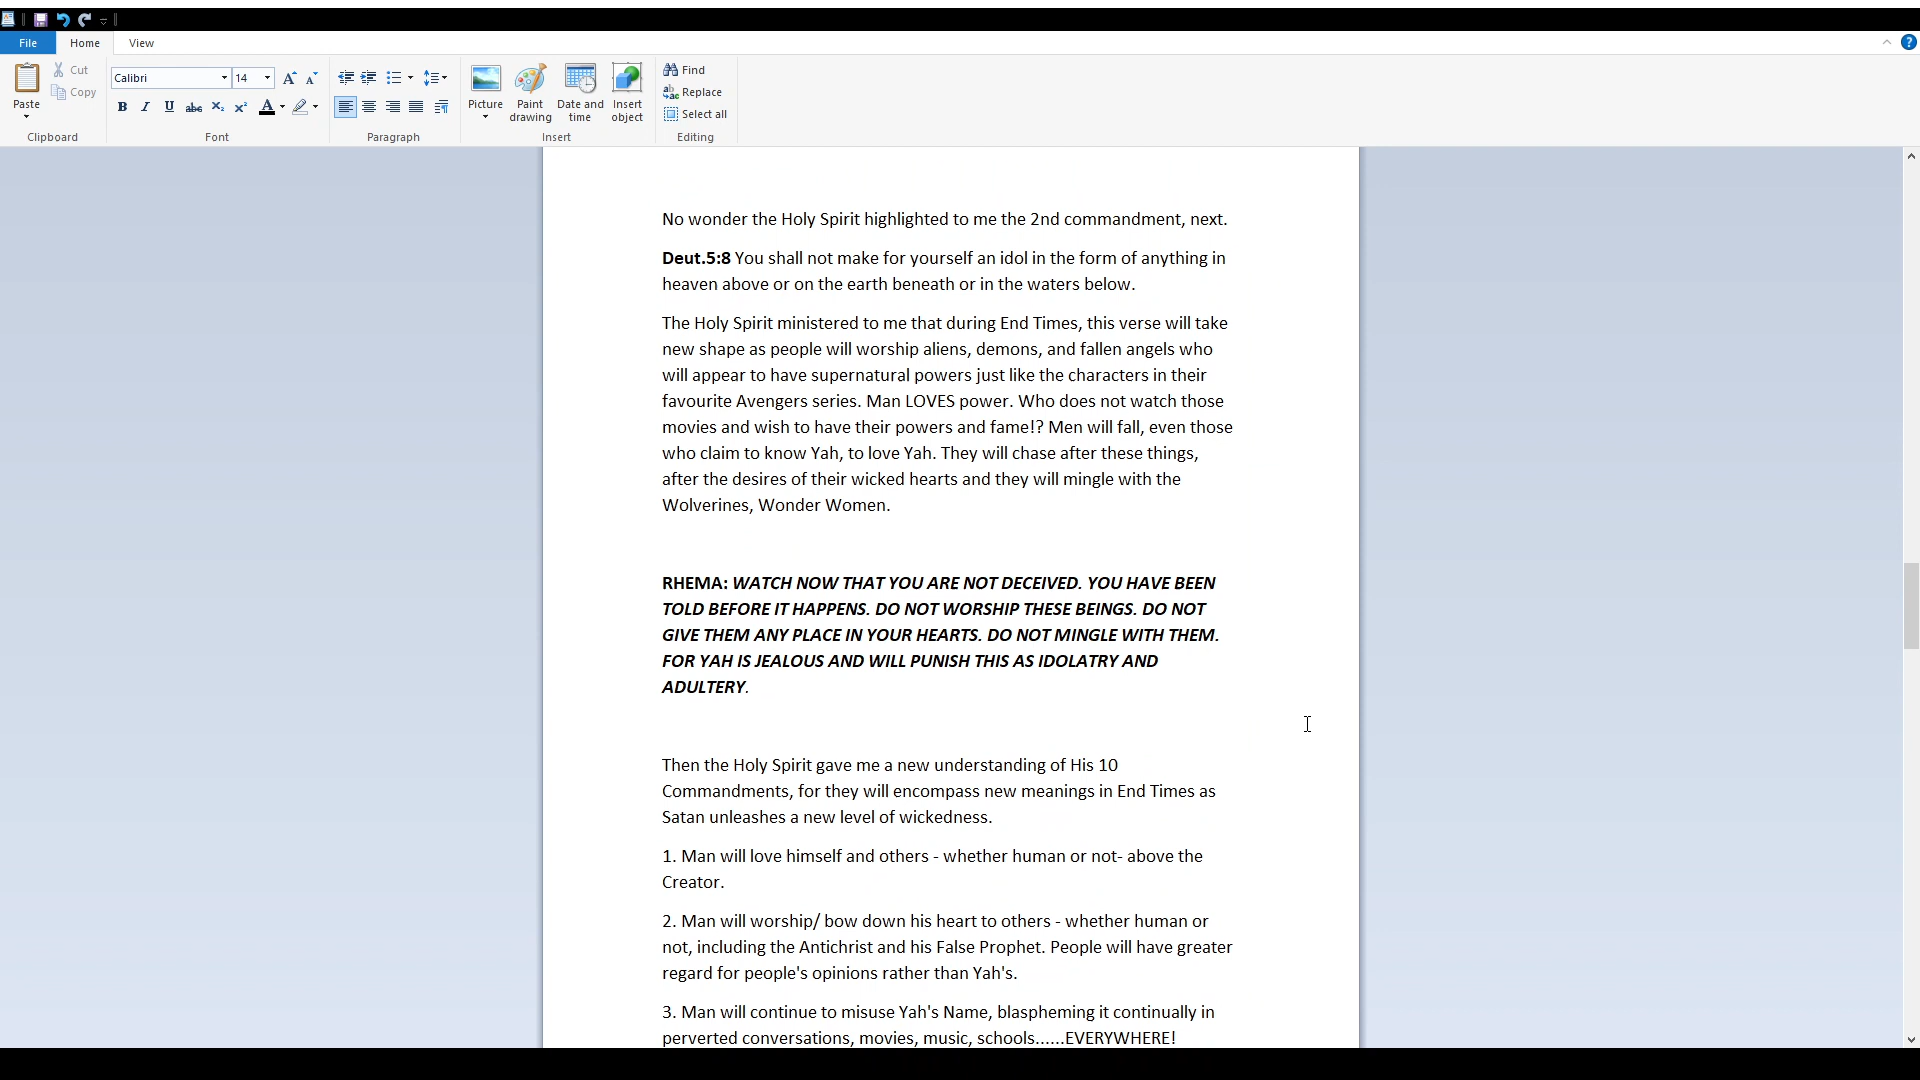 File
Home
View
?
Paste
Cut
Copy
Clipboard
Calibri
14
A
A
B
I
U
abc
X₂
X²
A
Font
Paragraph
Picture
Paint drawing
Date and time
Insert object
Insert
Find
Replace
Select all
Editing
No wonder the Holy Spirit highlighted to me the 2nd commandment, next.
Deut.5:8 You shall not make for yourself an idol in the form of anything in
heaven above or on the earth beneath or in the waters below.
The Holy Spirit ministered to me that during End Times, this verse will take
new shape as people will worship aliens, demons, and fallen angels who
will appear to have supernatural powers just like the characters in their
favourite Avengers series. Man LOVES power. Who does not watch those
movies and wish to have their powers and fame!? Men will fall, even those
who claim to know Yah, to love Yah. They will chase after these things,
after the desires of their wicked hearts and they will mingle with the
Wolverines, Wonder Women.
RHEMA: WATCH NOW THAT YOU ARE NOT DECEIVED. YOU HAVE BEEN
TOLD BEFORE IT HAPPENS. DO NOT WORSHIP THESE BEINGS. DO NOT
GIVE THEM ANY PLACE IN YOUR HEARTS. DO NOT MINGLE WITH THEM.
FOR YAH IS JEALOUS AND WILL PUNISH THIS AS IDOLATRY AND
ADULTERY.
Then the Holy Spirit gave me a new understanding of His 10
Commandments, for they will encompass new meanings in End Times as
Satan unleashes a new level of wickedness.
1. Man will love himself and others - whether human or not- above the
Creator.
2. Man will worship/ bow down his heart to others - whether human or
not, including the Antichrist and his False Prophet. People will have greater
regard for people's opinions rather than Yah's.
3. Man will continue to misuse Yah's Name, blaspheming it continually in
perverted conversations, movies, music, schools......EVERYWHERE!